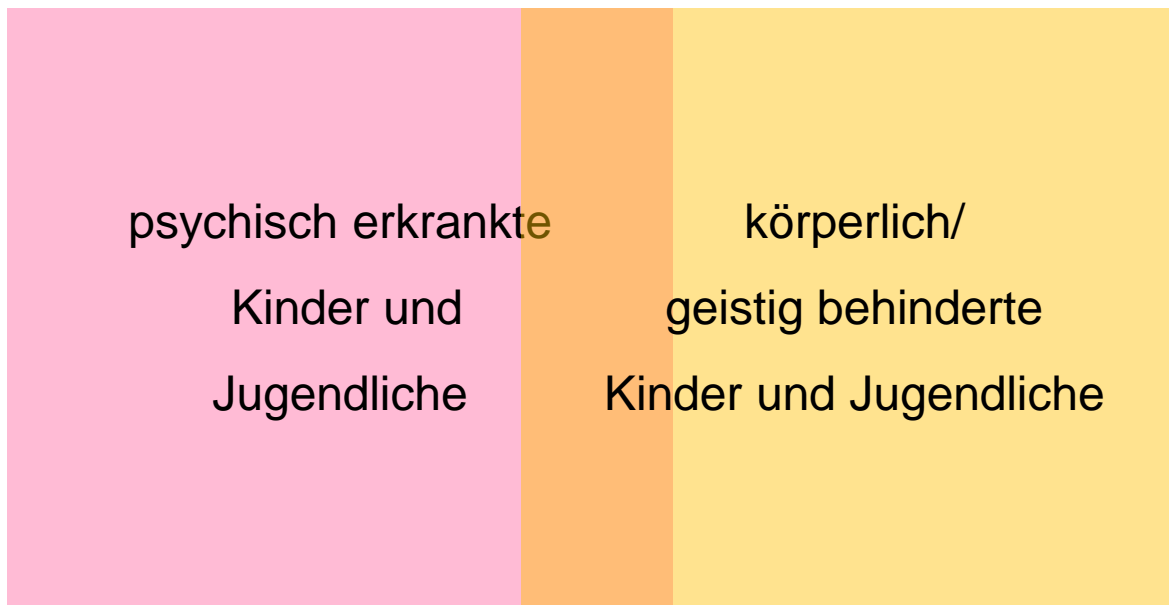 psychisch erkrankte
Kinder und
Jugendliche
körperlich/
geistig behinderte
Kinder und Jugendliche